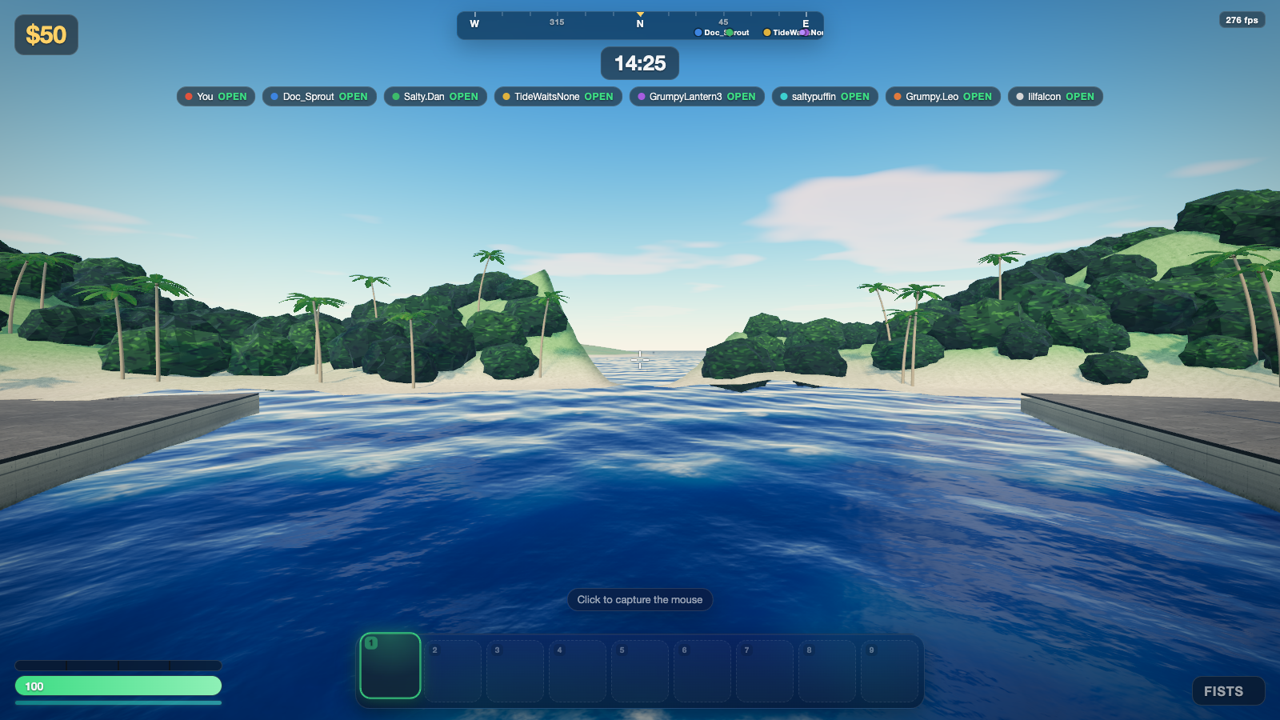 $50
W 315 N 45 E
Doc_Sprout
276 fps
14:25
You OPEN
Doc_Sprout OPEN
Salty.Dan OPEN
TideWaitsNone OPEN
GrumpyLantern3 OPEN
saltypuffin OPEN
Grumpy.Leo OPEN
lilfalcon OPEN
Click to capture the mouse
1 2 3 4 5 6 7 8 9
100
FISTS